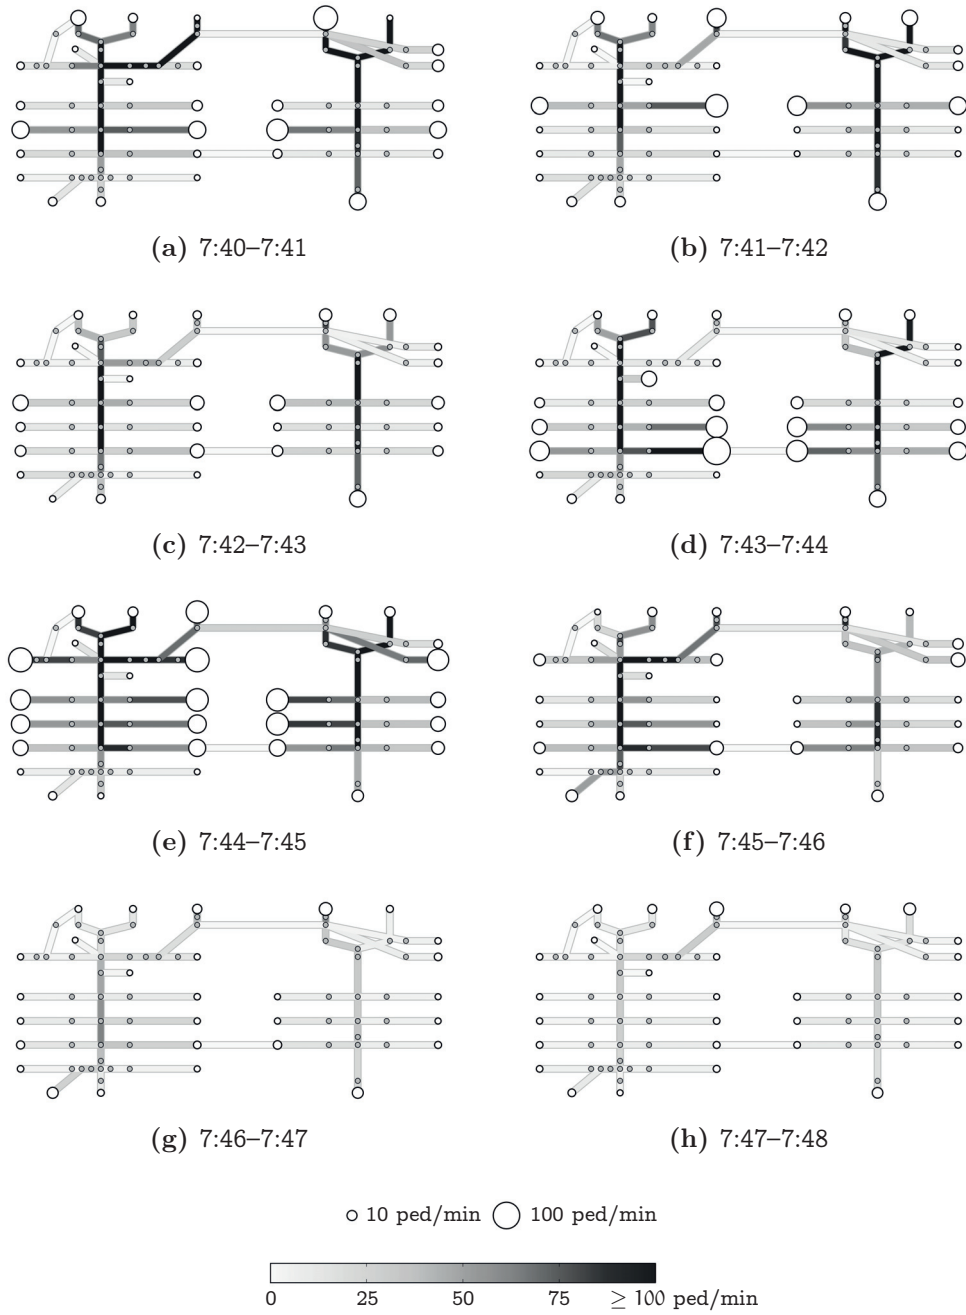 (a) 7:40–7:41
(b) 7:41–7:42
(c) 7:42–7:43
(d) 7:43–7:44
(e) 7:44–7:45
(f) 7:45–7:46
(g) 7:46–7:47
(h) 7:47–7:48
10 ped/min 100 ped/min
0 25 50 75 ≥ 100 ped/min